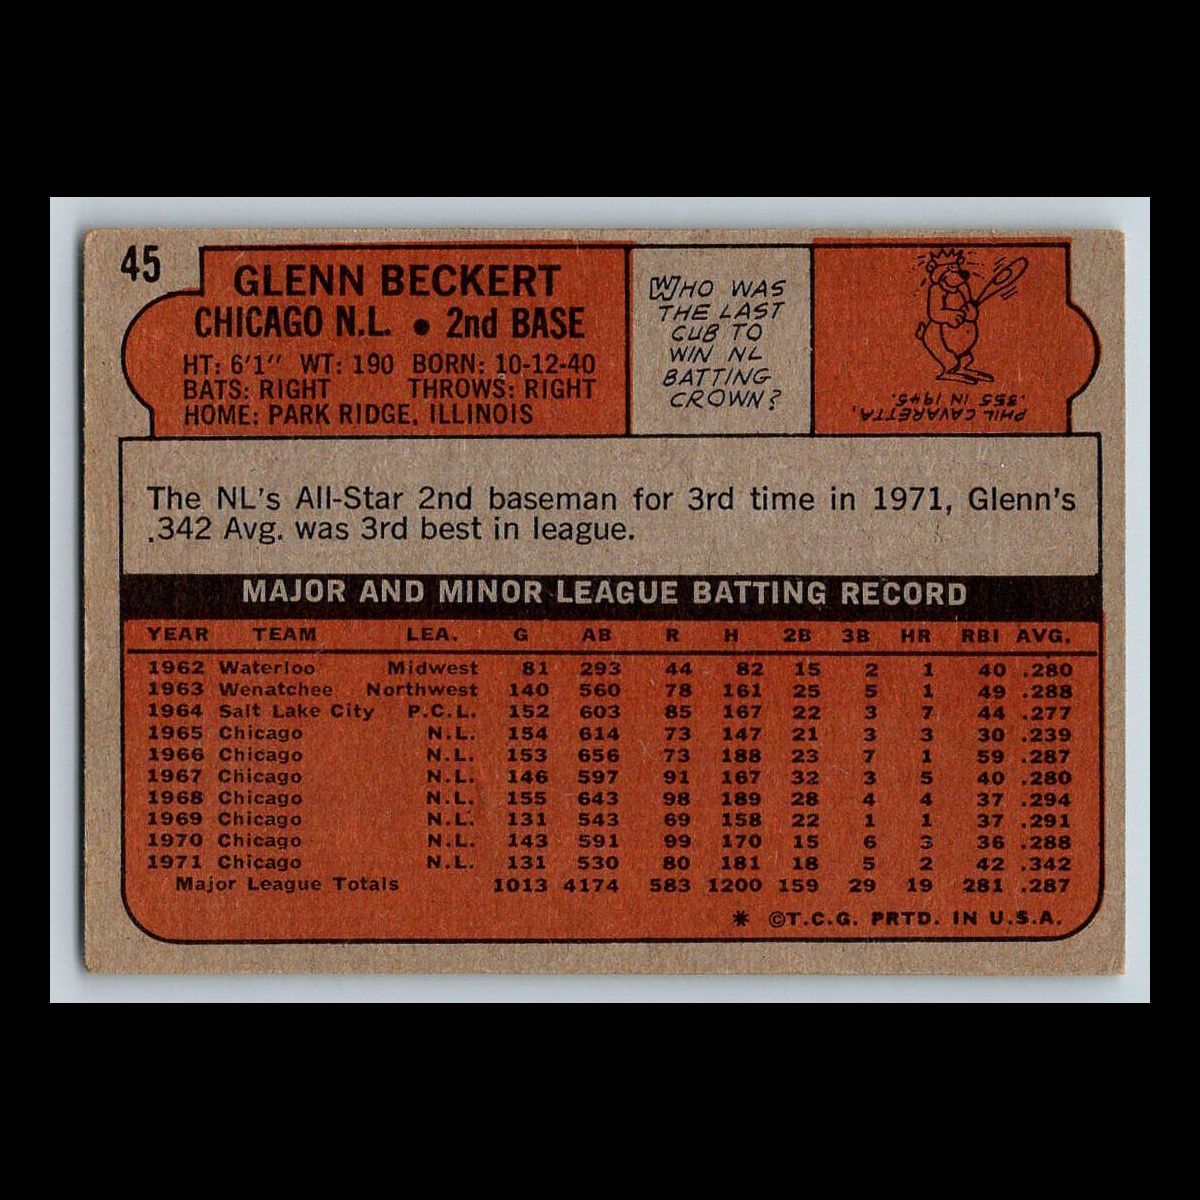 45
GLENN BECKERT
CHICAGO N.L. • 2nd BASE
HT: 6'1" WT: 190 BORN: 10-12-40
BATS: RIGHT THROWS: RIGHT
HOME: PARK RIDGE, ILLINOIS
WHO WAS
THE LAST
CUB TO
WIN NL
BATTING
CROWN?
PHIL CAVARETTA,
.355 IN 1945.
The NL's All-Star 2nd baseman for 3rd time in 1971, Glenn's
.342 Avg. was 3rd best in league.
MAJOR AND MINOR LEAGUE BATTING RECORD
YEAR TEAM LEA. G AB R H 2B 3B HR RBI AVG.
1962 Waterloo Midwest 81 293 44 82 15 2 1 40 .280
1963 Wenatchee Northwest 140 560 78 161 25 5 1 49 .288
1964 Salt Lake City P.C.L. 152 603 85 167 22 3 7 44 .277
1965 Chicago N.L. 154 614 73 147 21 3 3 30 .239
1966 Chicago N.L. 153 656 73 188 23 7 1 59 .287
1967 Chicago N.L. 146 597 91 167 32 3 5 40 .280
1968 Chicago N.L. 155 643 98 189 28 4 4 37 .294
1969 Chicago N.L. 131 543 69 158 22 1 1 37 .291
1970 Chicago N.L. 143 591 99 170 15 6 3 36 .288
1971 Chicago N.L. 131 530 80 181 18 5 2 42 .342
Major League Totals 1013 4174 583 1200 159 29 19 281 .287
* ©T.C.G. PRTD. IN U.S.A.